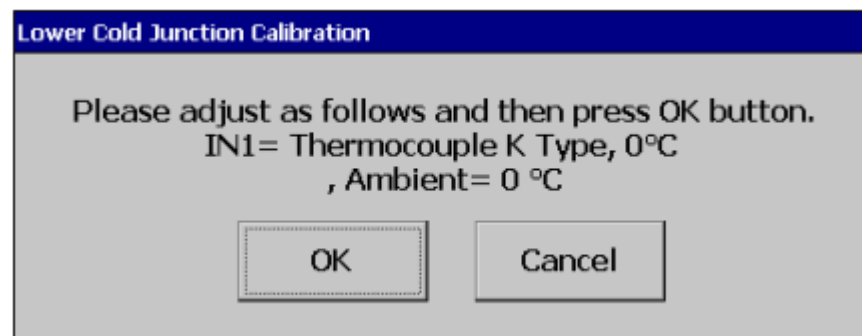 Lower Cold Junction Calibration
Please adjust as follows and then press OK button.
IN1= Thermocouple K Type, 0°C
, Ambient= 0 °C
OK
Cancel